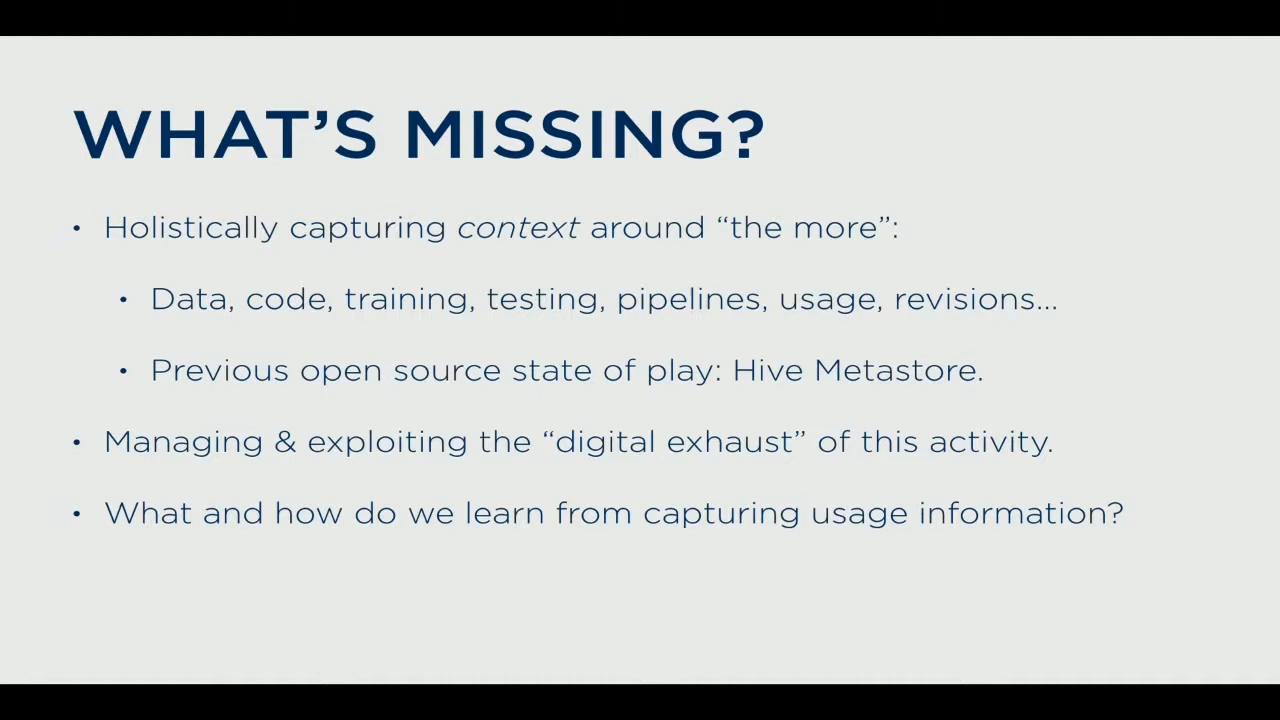 WHAT’S MISSING?
• Holistically capturing context around “the more”:
• Data, code, training, testing, pipelines, usage, revisions...
• Previous open source state of play: Hive Metastore.
• Managing & exploiting the “digital exhaust” of this activity.
• What and how do we learn from capturing usage information?